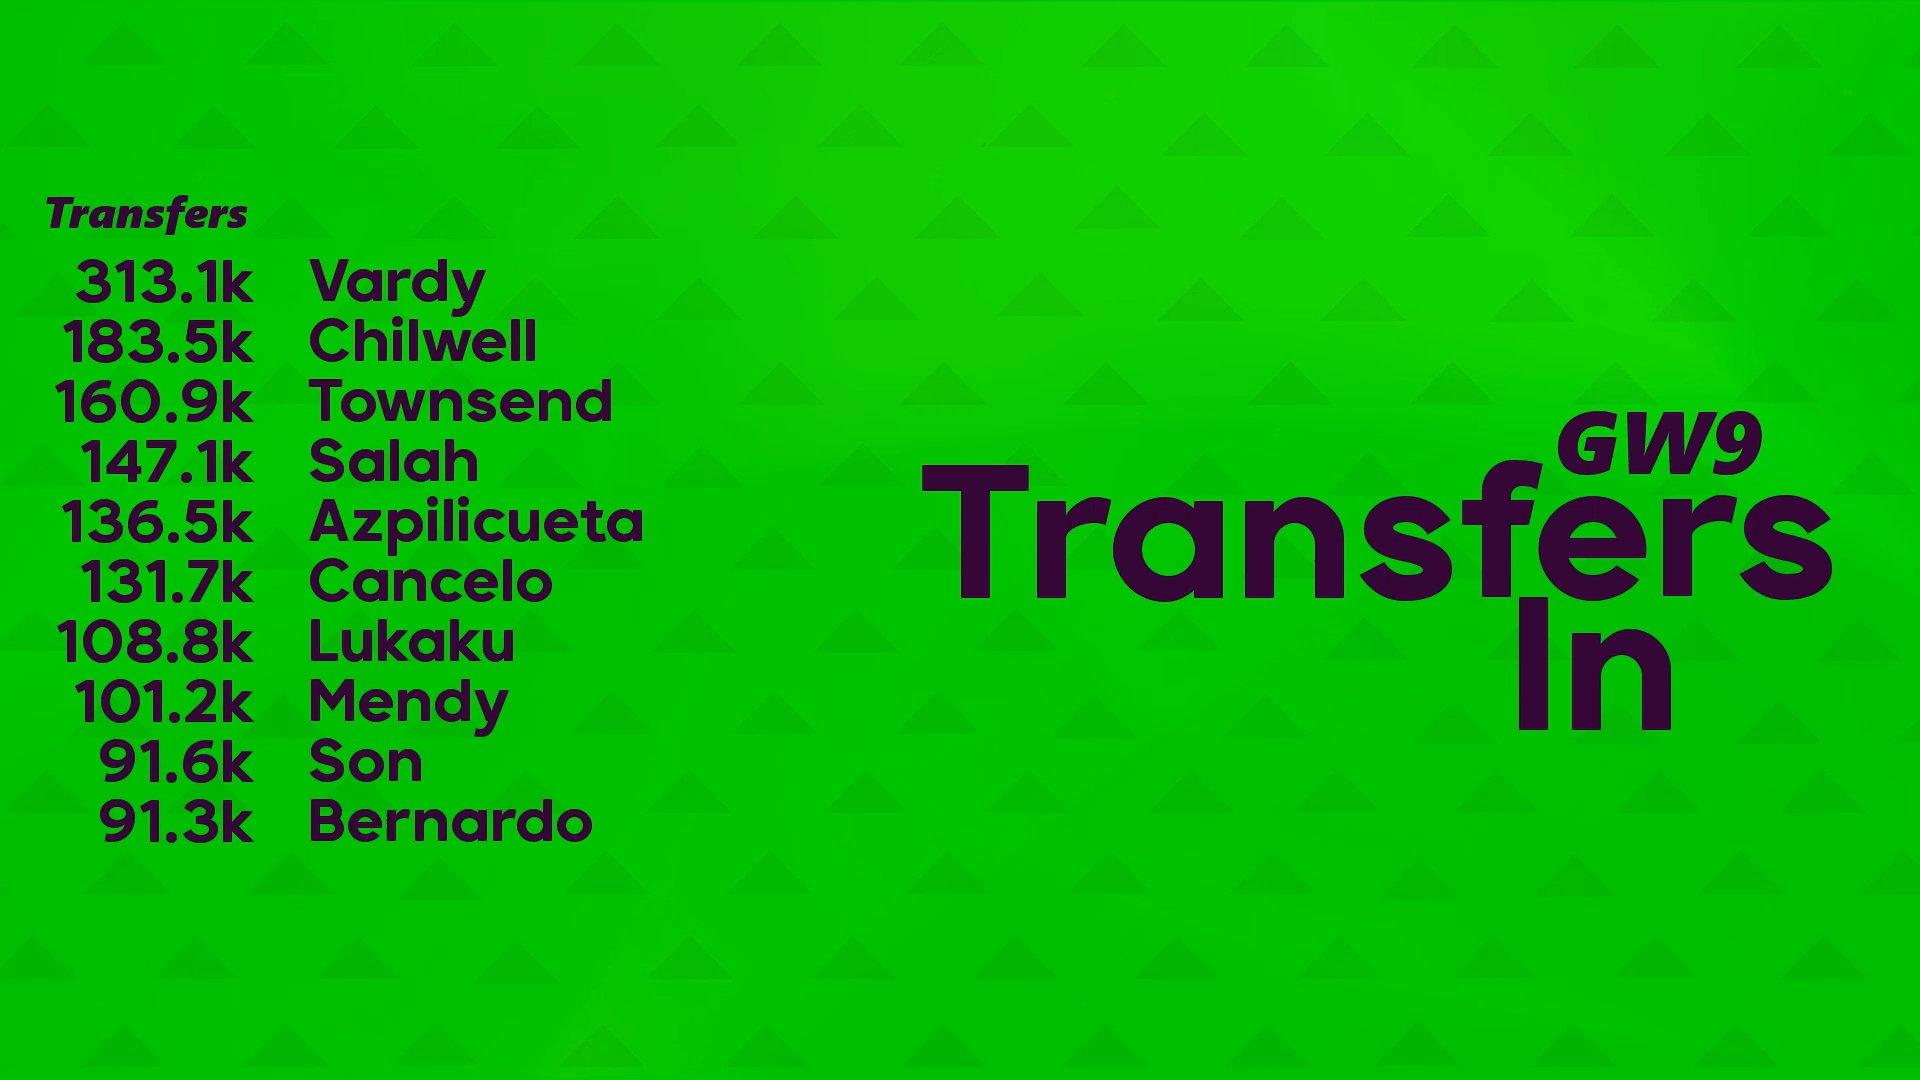 Transfers
313.1k Vardy
183.5k Chilwell
160.9k Townsend
147.1k Salah
136.5k Azpilicueta
131.7k Cancelo
108.8k Lukaku
101.2k Mendy
91.6k Son
91.3k Bernardo
GW9
Transfers
In